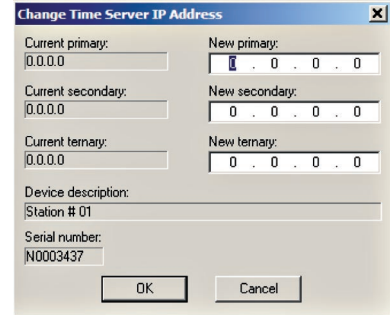 Change Time Server IP Address
Current primary: New primary:
0.0.0.0 0 . 0 . 0 . 0
Current secondary: New secondary:
0.0.0.0 0 . 0 . 0 . 0
Current ternary: New ternary:
0.0.0.0 0 . 0 . 0 . 0
Device description:
Station # 01
Serial number:
N0003437
OK Cancel